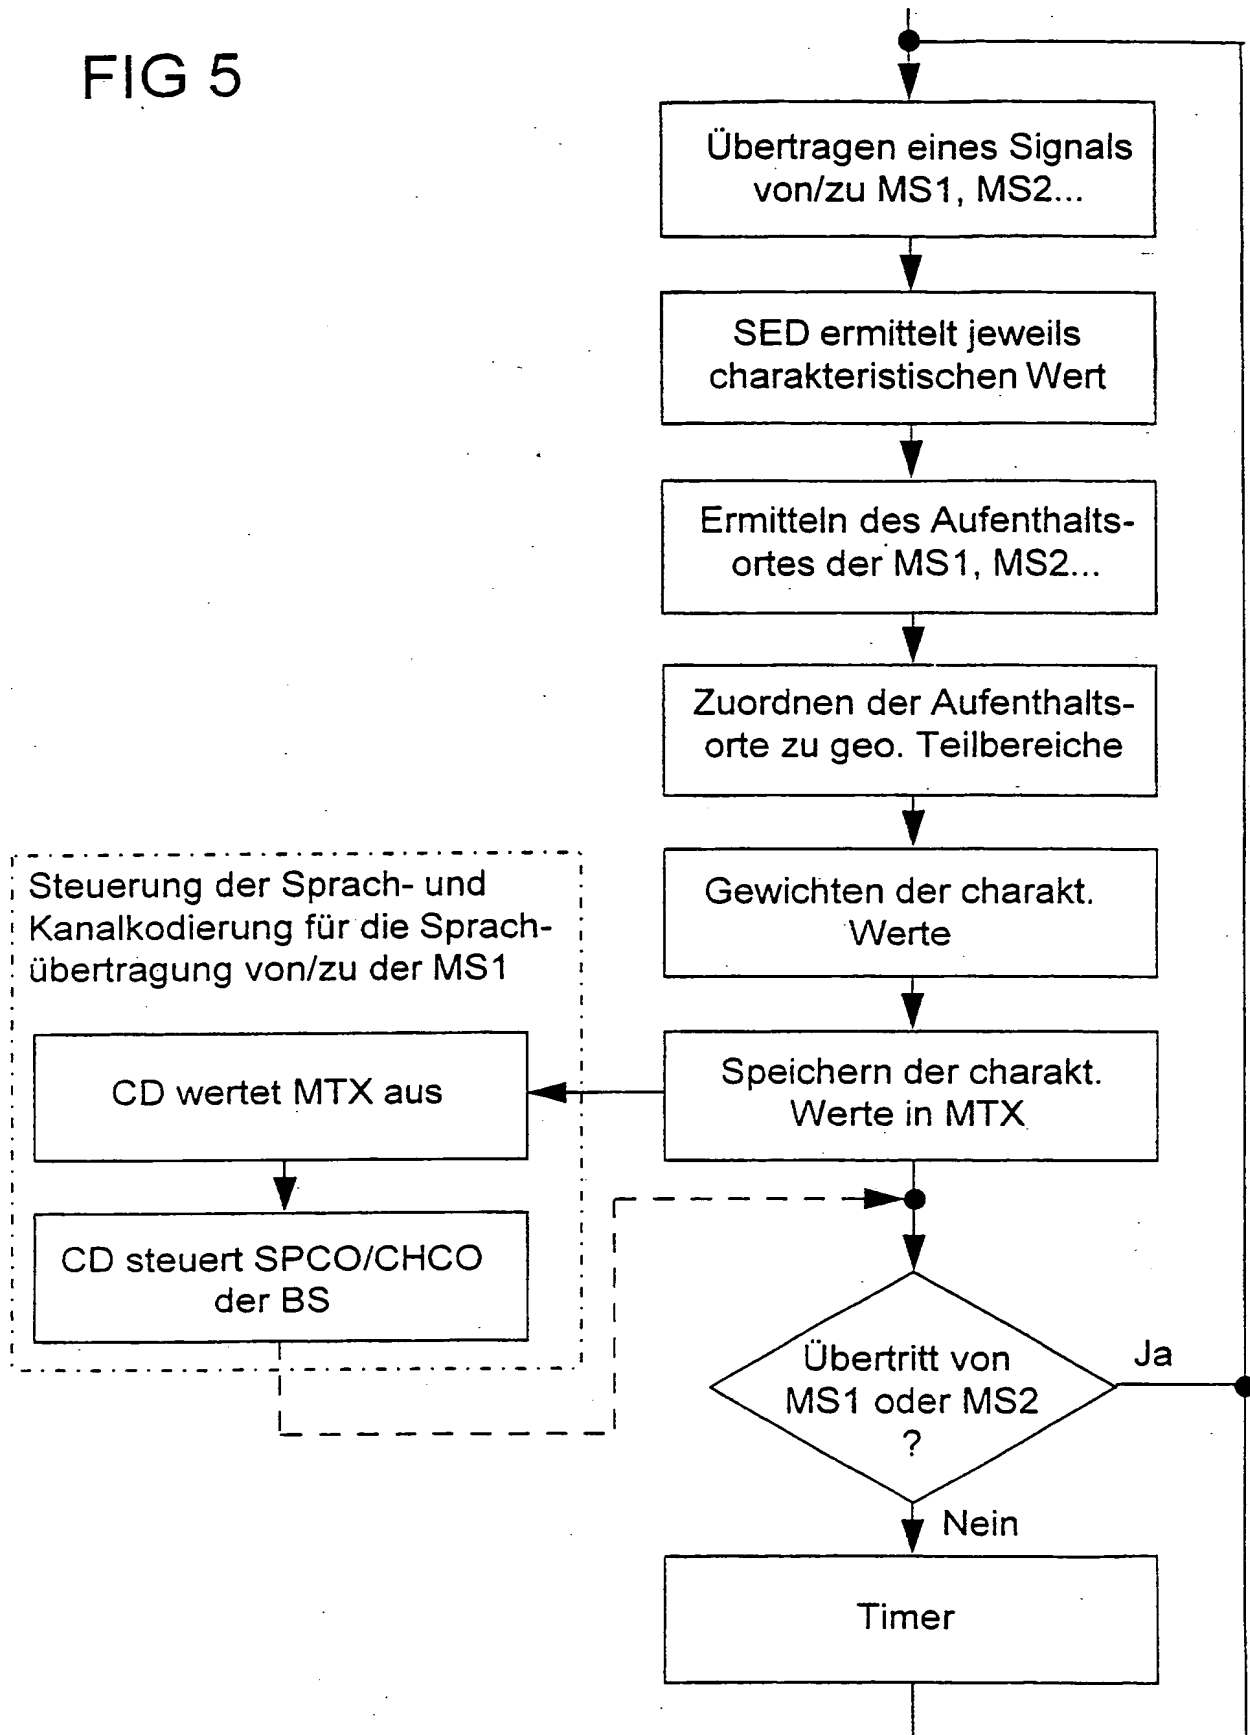 FIG 5
Übertragen eines Signals
von/zu MS1, MS2...
SED ermittelt jeweils
charakteristischen Wert
Ermitteln des Aufenthalts-
ortes der MS1, MS2...
Zuordnen der Aufenthalts-
orte zu geo. Teilbereiche
Gewichten der charakt.
Werte
Speichern der charakt.
Werte in MTX
Steuerung der Sprach- und
Kanalkodierung für die Sprach-
übertragung von/zu der MS1
CD wertet MTX aus
CD steuert SPCO/CHCO
der BS
Übertritt von
MS1 oder MS2
?
Ja
Nein
Timer